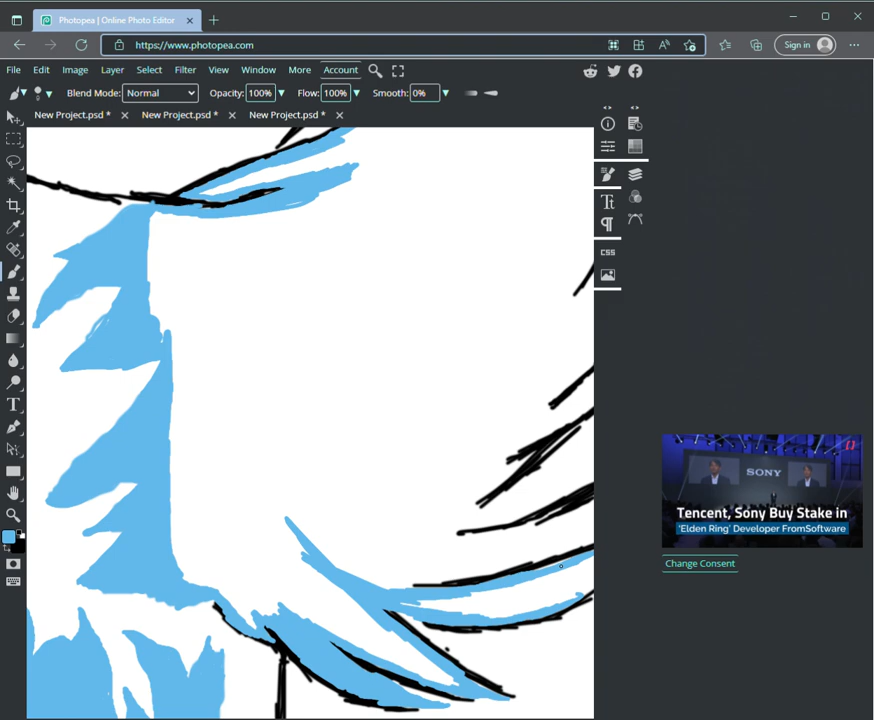 Photopea | Online Photo Editor
https://www.photopea.com
Sign in
File Edit Image Layer Select Filter View Window More Account
Blend Mode: Normal Opacity: 100% Flow: 100% Smooth: 0%
New Project.psd * New Project.psd * New Project.psd *
CSS
SONY
Tencent, Sony Buy Stake in
'Elden Ring' Developer FromSoftware
Change Consent